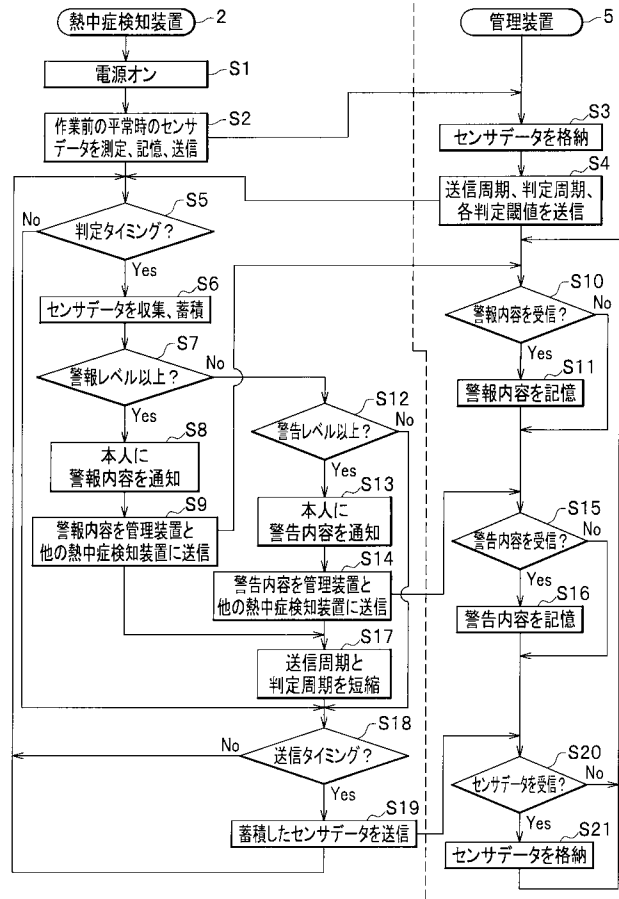 熱中症検知装置
2
管理装置
5
電源オン
S1
作業前の平常時のセンサ
データを測定、記憶、送信
S2
センサデータを格納
S3
送信周期、判定周期、
各判定閾値を送信
S4
判定タイミング?
S5
No
Yes
センサデータを収集、蓄積
S6
警報レベル以上?
S7
No
Yes
本人に
警報内容を通知
S8
警報内容を管理装置と
他の熱中症検知装置に送信
S9
警報内容を受信?
S10
No
Yes
警報内容を記憶
S11
警告レベル以上?
S12
No
Yes
本人に
警告内容を通知
S13
警告内容を管理装置と
他の熱中症検知装置に送信
S14
警告内容を受信?
S15
No
Yes
警告内容を記憶
S16
送信周期と
判定周期を短縮
S17
送信タイミング?
S18
No
Yes
蓄積したセンサデータを送信
S19
センサデータを受信?
S20
No
Yes
センサデータを格納
S21